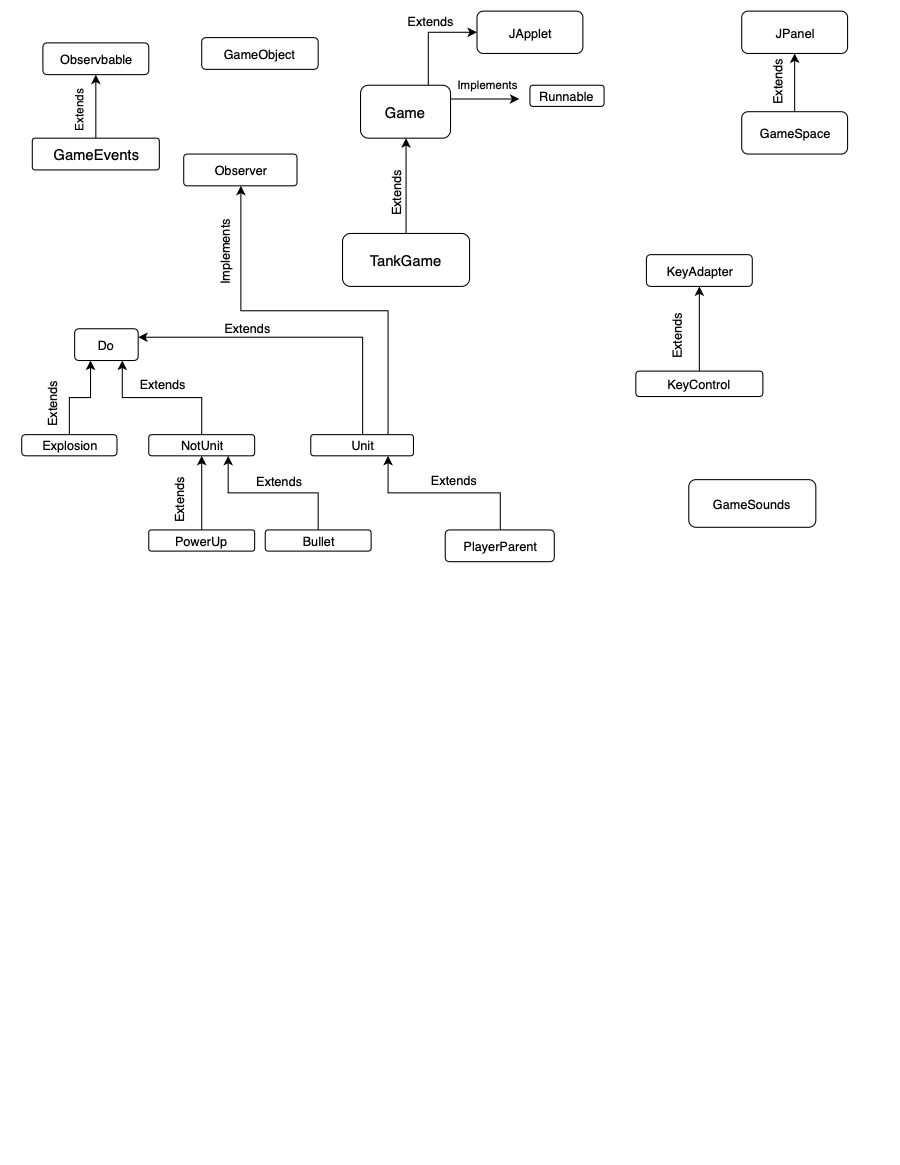 Extends
JApplet
JPanel
Observbable
GameObject
Extends
Implements
Runnable
Game
Extends
GameEvents
GameSpace
Observer
Extends
Implements
TankGame
KeyAdapter
Extends
Do
Extends
KeyControl
Extends
Extends
Explosion
NotUnit
Unit
Extends
Extends
Extends
GameSounds
PowerUp
Bullet
PlayerParent